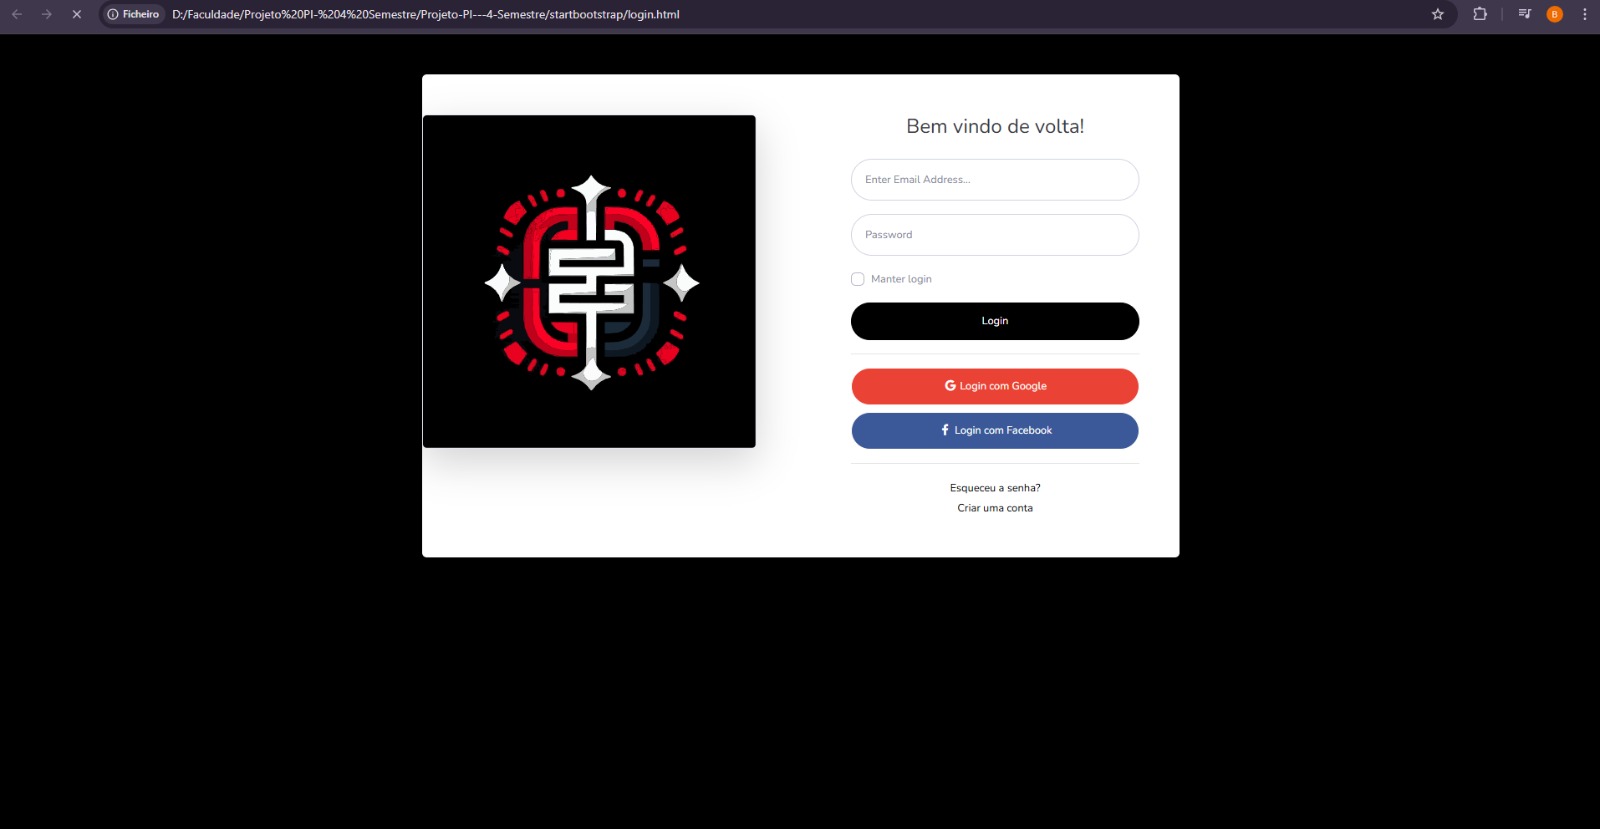 Ficheiro D:/Faculdade/Projeto%20PI-%204%20Semestre/Projeto-PI---4-Semestre/startbootstrap/login.html
B
Bem vindo de volta!
Enter Email Address...
Password
Manter login
Login
G Login com Google
f Login com Facebook
Esqueceu a senha?
Criar uma conta